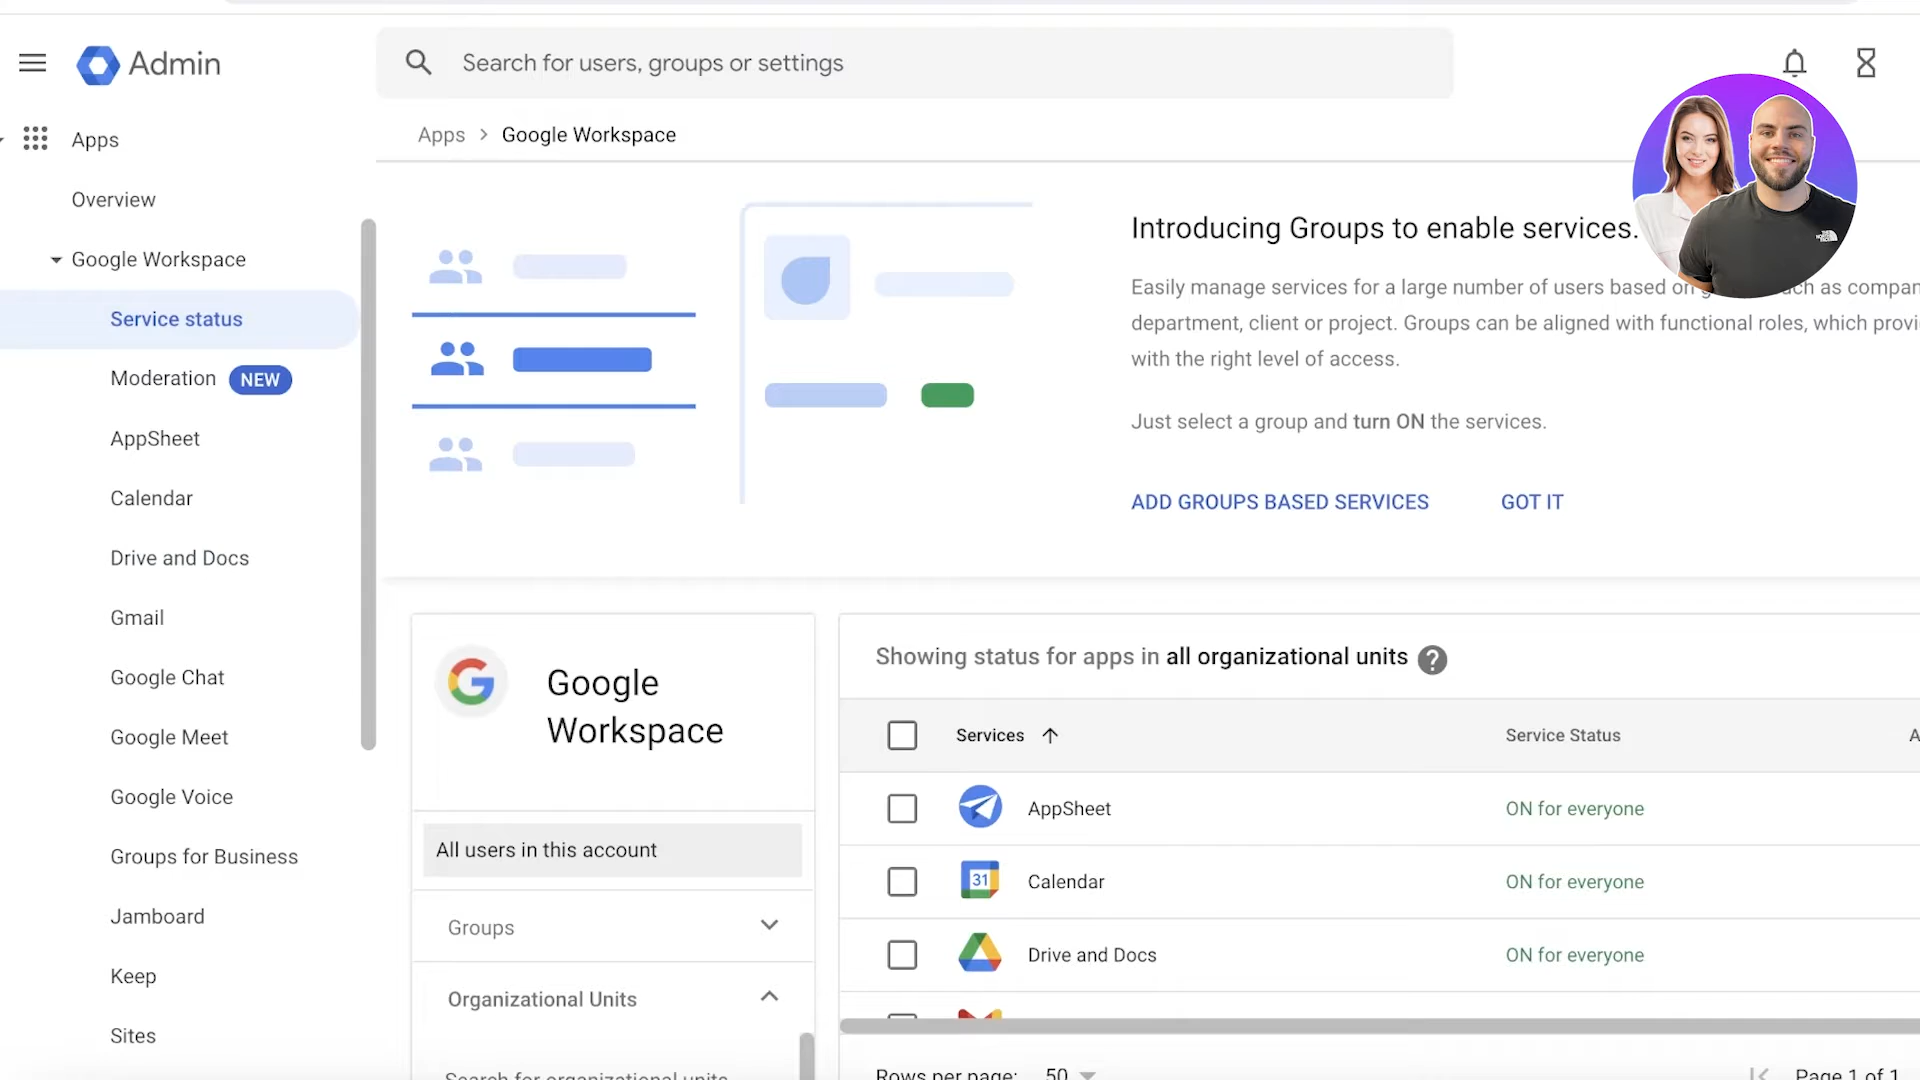 Admin
Search for users, groups or settings
Apps
Overview
Google Workspace
Service status
Moderation NEW
AppSheet
Calendar
Drive and Docs
Gmail
Google Chat
Google Meet
Google Voice
Groups for Business
Jamboard
Keep
Sites
Apps > Google Workspace
Introducing Groups to enable services.
Easily manage services for a large number of users based on
department, client or project. Groups can be aligned with functional roles, which
with the right level of access.
Just select a group and turn ON the services.
ADD GROUPS BASED SERVICES GOT IT
Google
Workspace
All users in this account
Groups
Organizational Units
Search for organizational units
Showing status for apps in all organizational units ?
Services Service Status
AppSheet ON for everyone
31 Calendar ON for everyone
Drive and Docs ON for everyone
Rows per page: 50 Page 1 of 1